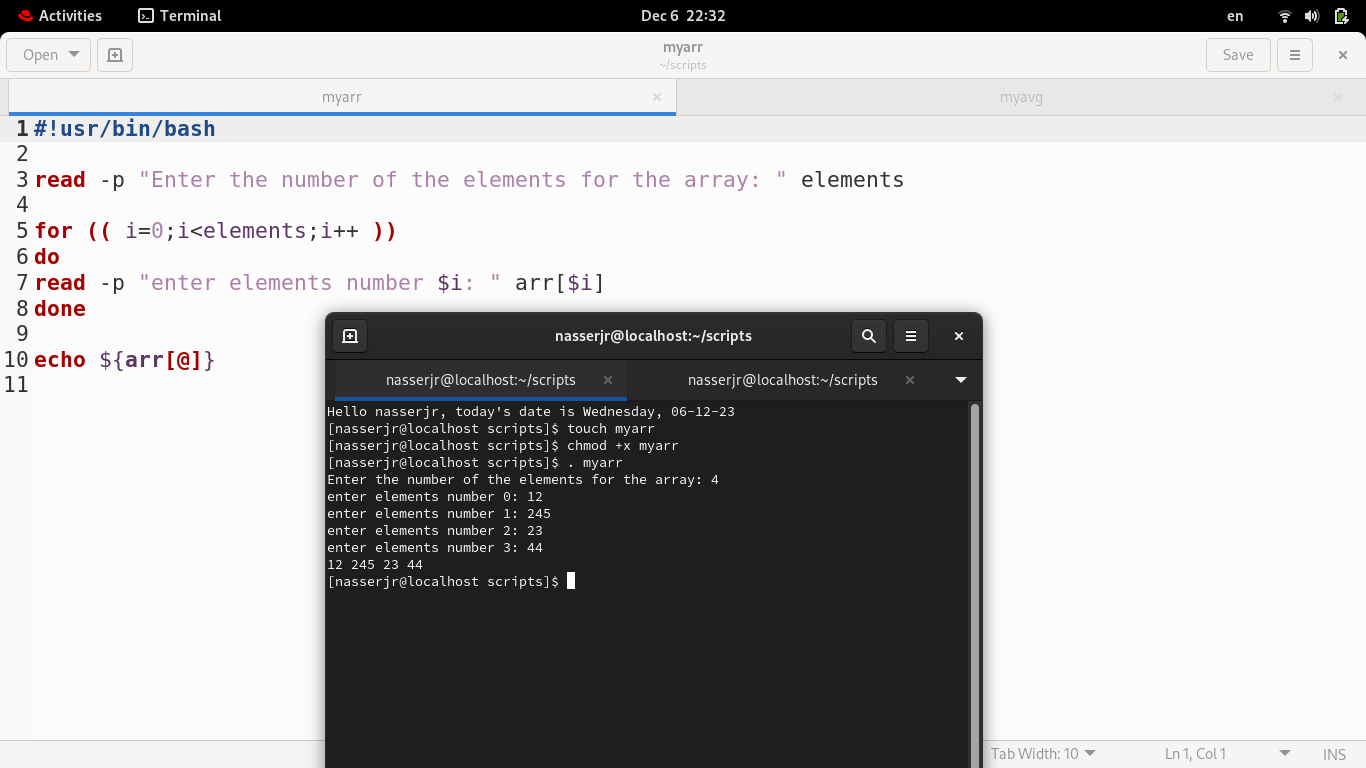 Activities Terminal Dec 6 22:32 en
Open myarr Save
~/scripts
myarr myavg
1 #!usr/bin/bash
2
3 read -p "Enter the number of the elements for the array: " elements
4
5 for (( i=0;i<elements;i++ ))
6 do
7 read -p "enter elements number $i: " arr[$i]
8 done
9
10 echo ${arr[@]}
11
nasserjr@localhost:~/scripts
nasserjr@localhost:~/scripts nasserjr@localhost:~/scripts
Hello nasserjr, today's date is Wednesday, 06-12-23
[nasserjr@localhost scripts]$ touch myarr
[nasserjr@localhost scripts]$ chmod +x myarr
[nasserjr@localhost scripts]$ . myarr
Enter the number of the elements for the array: 4
enter elements number 0: 12
enter elements number 1: 245
enter elements number 2: 23
enter elements number 3: 44
12 245 23 44
[nasserjr@localhost scripts]$
Tab Width: 10 Ln 1, Col 1 INS